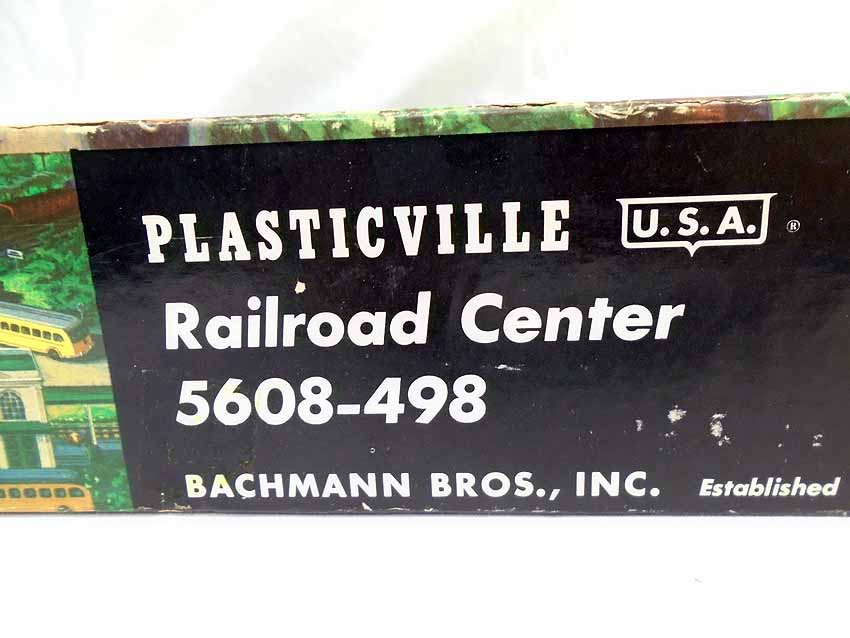 PLASTICVILLE U.S.A. ®
Railroad Center
5608-498
BACHMANN BROS., INC. Established